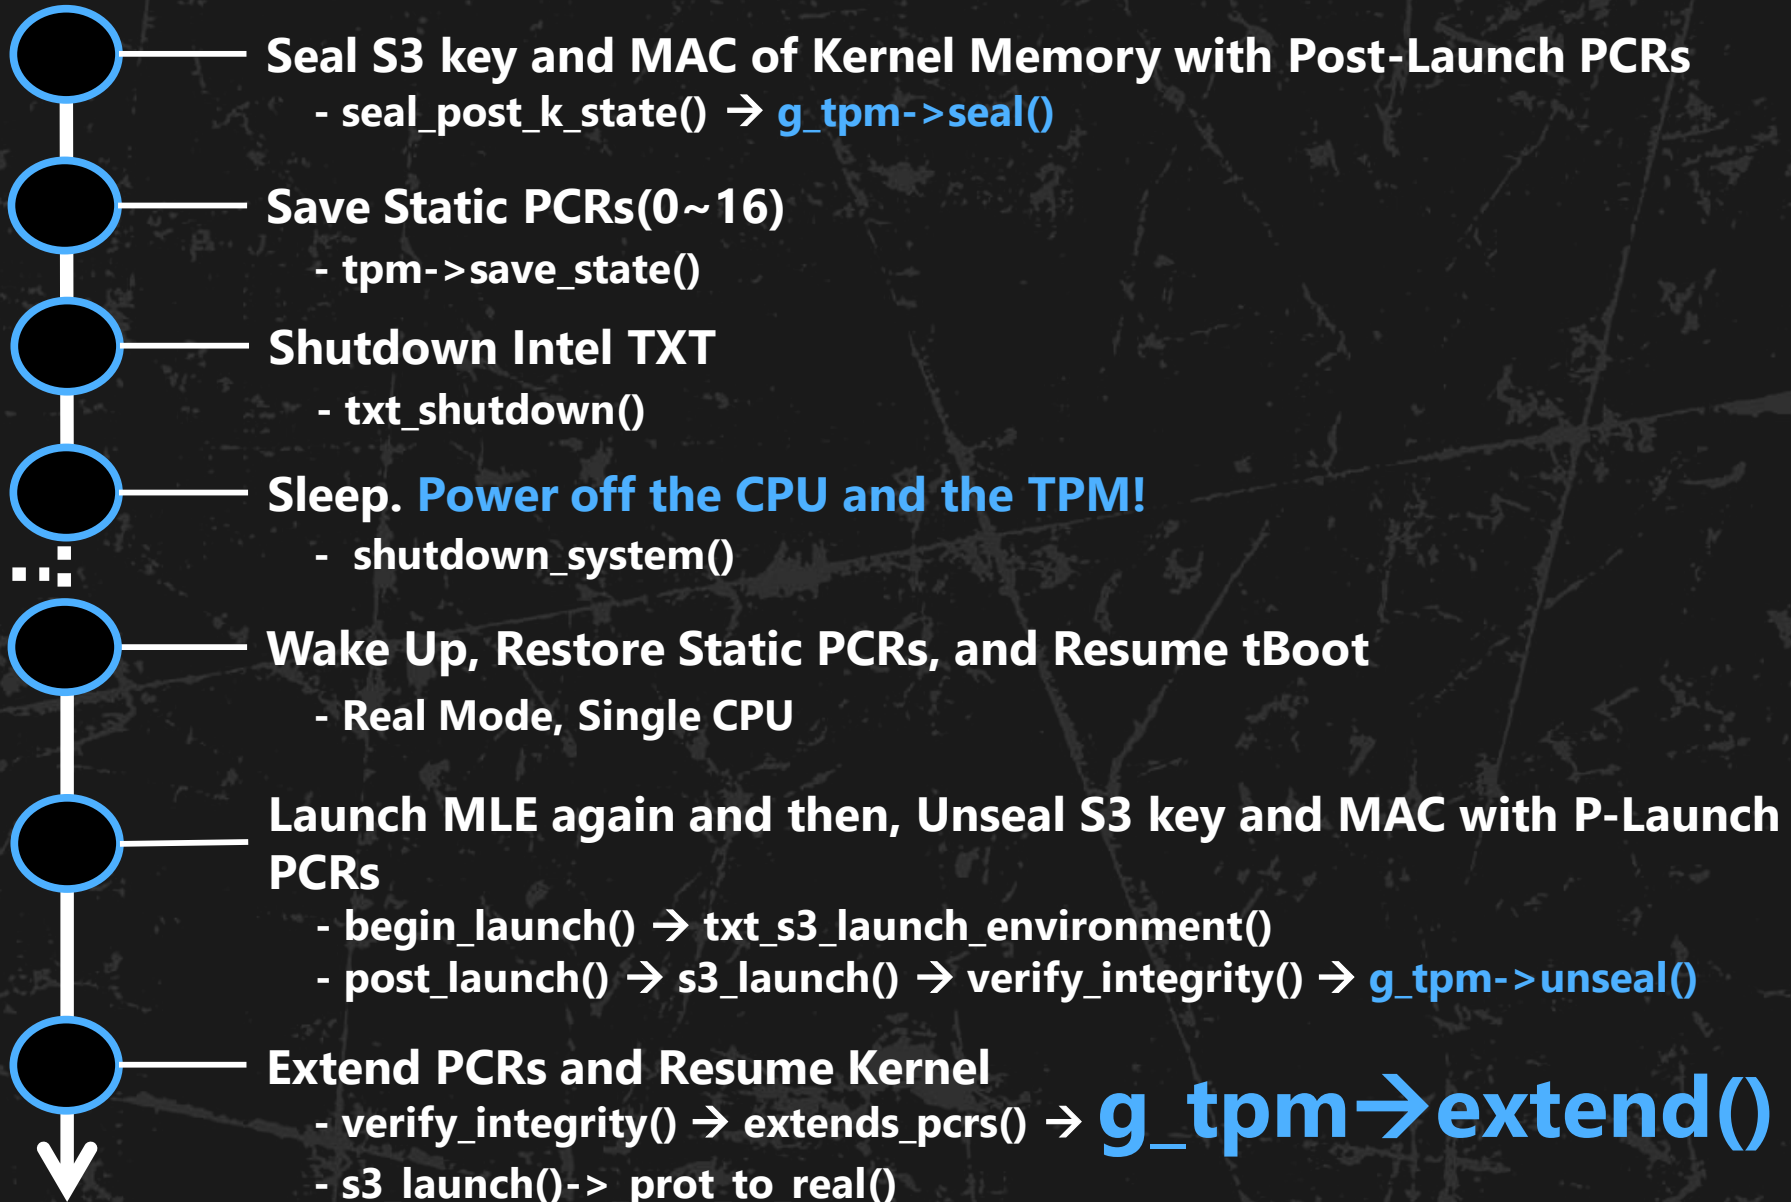 Seal S3 key and MAC of Kernel Memory with Post-Launch PCRs
- seal_post_k_state() → g_tpm->seal()
Save Static PCRs(0~16)
- tpm->save_state()
Shutdown Intel TXT
- txt_shutdown()
Sleep. Power off the CPU and the TPM!
- shutdown_system()
Wake Up, Restore Static PCRs, and Resume tBoot
- Real Mode, Single CPU
Launch MLE again and then, Unseal S3 key and MAC with P-Launch
PCRs
- begin_launch() → txt_s3_launch_environment()
- post_launch() → s3_launch() → verify_integrity() → g_tpm->unseal()
Extend PCRs and Resume Kernel
- verify_integrity() → extends_pcrs() → g_tpm→extend()
- s3_launch()-> prot_to_real()